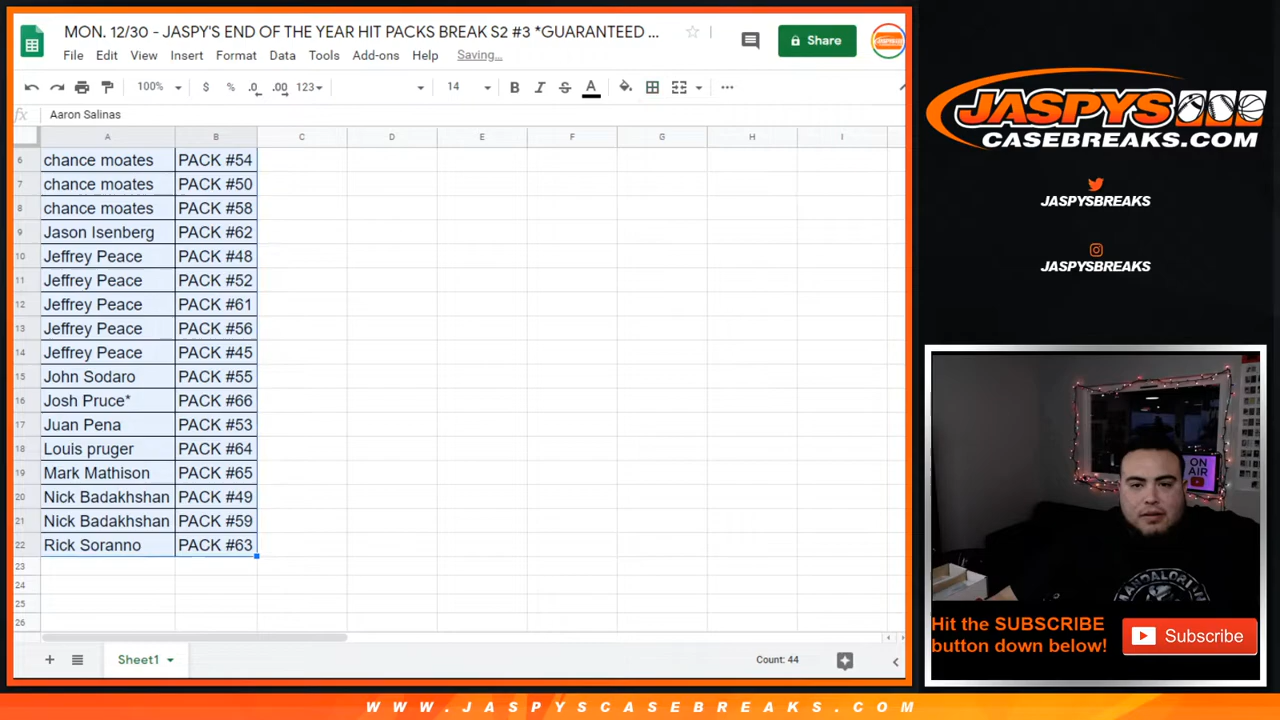 MON. 12/30 - JASPY'S END OF THE YEAR HIT PACKS BREAK S2 #3 *GUARANTEED ...
File Edit View Insert Format Data Tools Add-ons Help Saving...
Share
100% $ % .0 .00 123 14 B I S A
fx Aaron Salinas
A B C D E F G H I
6 chance moates PACK #54
7 chance moates PACK #50
8 chance moates PACK #58
9 Jason Isenberg PACK #62
10 Jeffrey Peace PACK #48
11 Jeffrey Peace PACK #52
12 Jeffrey Peace PACK #61
13 Jeffrey Peace PACK #56
14 Jeffrey Peace PACK #45
15 John Sodaro PACK #55
16 Josh Pruce* PACK #66
17 Juan Pena PACK #53
18 Louis pruger PACK #64
19 Mark Mathison PACK #65
20 Nick Badakhshan PACK #49
21 Nick Badakhshan PACK #59
22 Rick Soranno PACK #63
23
24
25
26
Sheet1
Count: 44
JASPYS
CASEBREAKS.COM
JASPYSBREAKS
JASPYSBREAKS
ON
AIR
MANDALORIAN
Hit the SUBSCRIBE
button down below!
Subscribe
WWW.JASPYSCASEBREAKS.COM